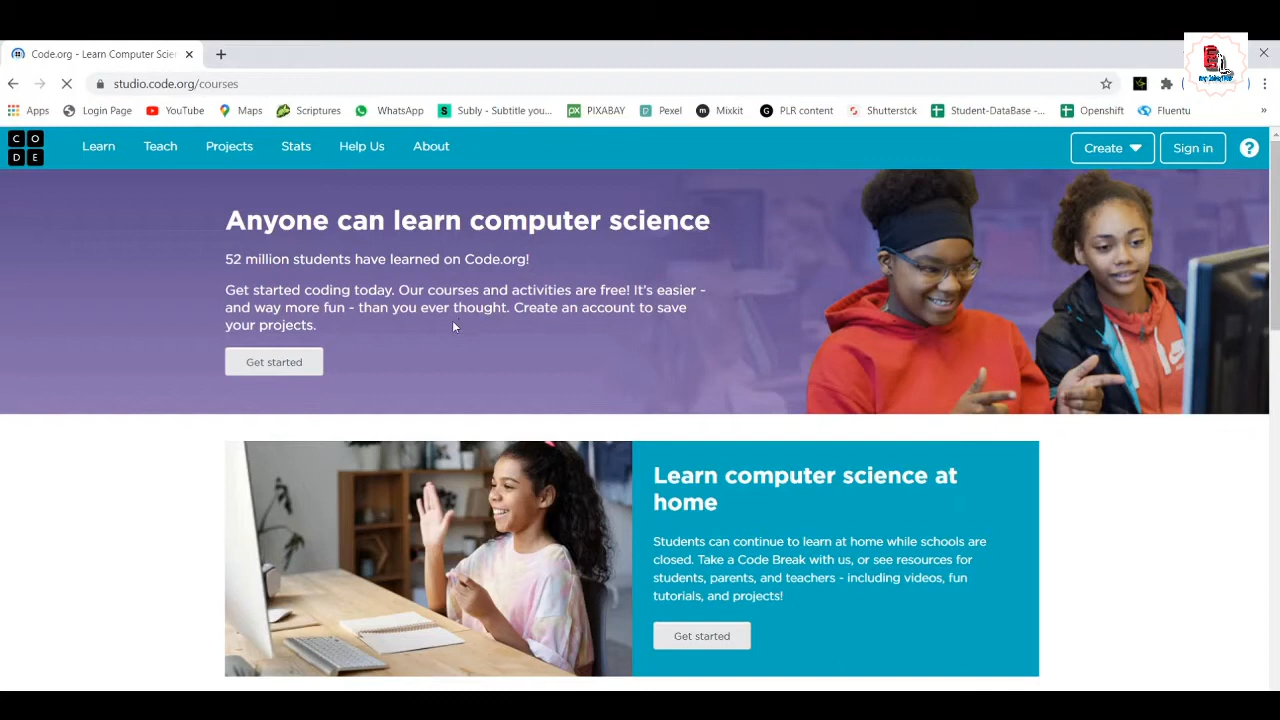 Code.org - Learn Computer Scien
studio.code.org/courses
Apps Login Page YouTube Maps Scriptures WhatsApp Subly - Subtitle you... PIXABAY Pexel Mixkit PLR content Shutterstck Student-DataBase -... Openshift Fluentu »
CODE
Learn Teach Projects Stats Help Us About Create Sign in ?
Anyone can learn computer science
52 million students have learned on Code.org!
Get started coding today. Our courses and activities are free! It's easier -
and way more fun - than you ever thought. Create an account to save
your projects.
Get started
Learn computer science at
home
Students can continue to learn at home while schools are
closed. Take a Code Break with us, or see resources for
students, parents, and teachers - including videos, fun
tutorials, and projects!
Get started